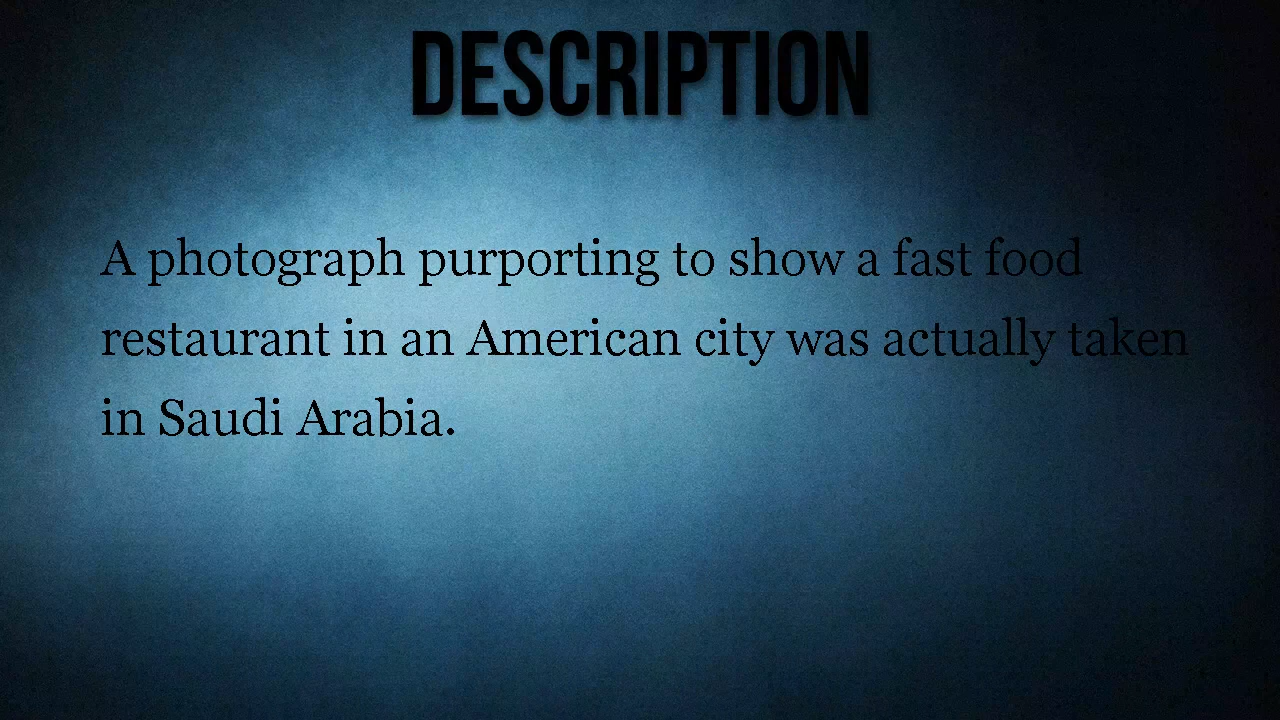 DESCRIPTION
A photograph purporting to show a fast food
restaurant in an American city was actually taken
in Saudi Arabia.